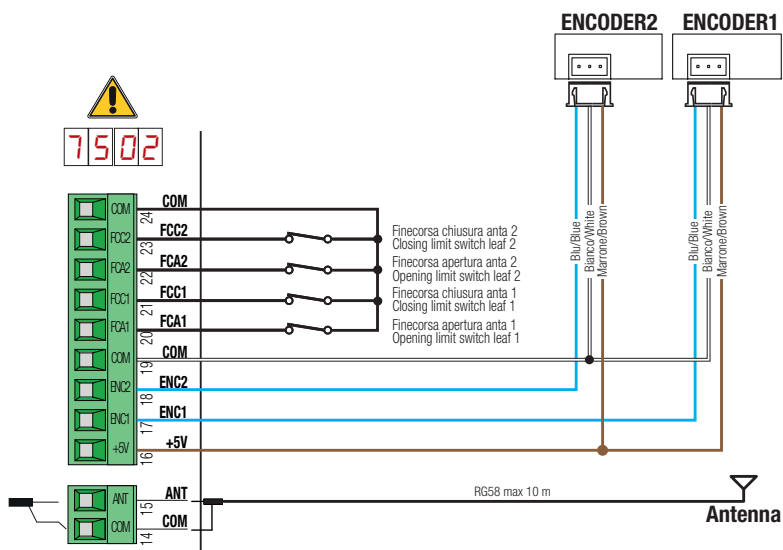 ENCODER2 ENCODER1
7502
COM 24 COM
FCC2 23 FCC2
FCA2 22 FCA2
FCC1 21 FCC1
FCA1 20 FCA1
COM 19 COM
ENC2 18 ENC2
ENC1 17 ENC1
+5V 16 +5V
ANT 15 ANT
COM 14 COM
Finecorsa chiusura anta 2
Closing limit switch leaf 2
Finecorsa apertura anta 2
Opening limit switch leaf 2
Finecorsa chiusura anta 1
Closing limit switch leaf 1
Finecorsa apertura anta 1
Opening limit switch leaf 1
Blu/Blue
Bianco/White
Marrone/Brown
Blu/Blue
Bianco/White
Marrone/Brown
RG58 max 10 m
Antenna